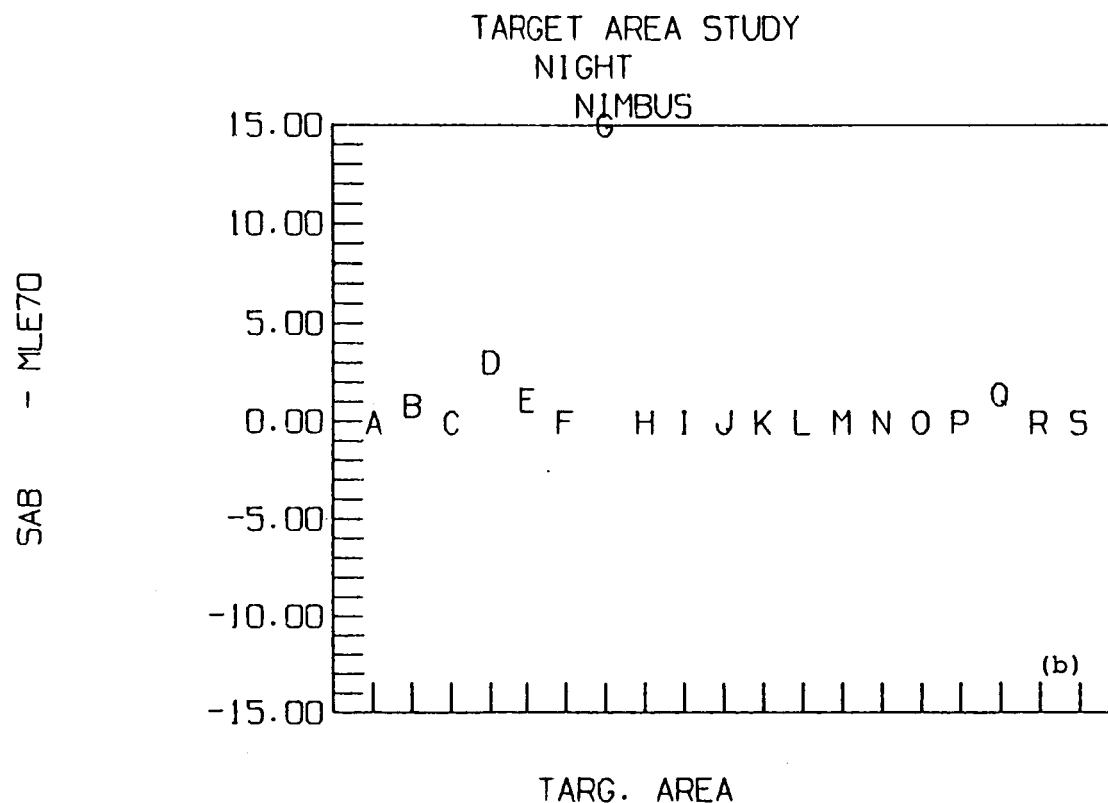 TARGET AREA STUDY
NIGHT
NIMBUS
15.00
10.00
5.00
0.00
-5.00
-10.00
-15.00
SAB - MLE70
G
D
E
Q
B
A C F H I J K L M N O P R S
(b)
TARG. AREA